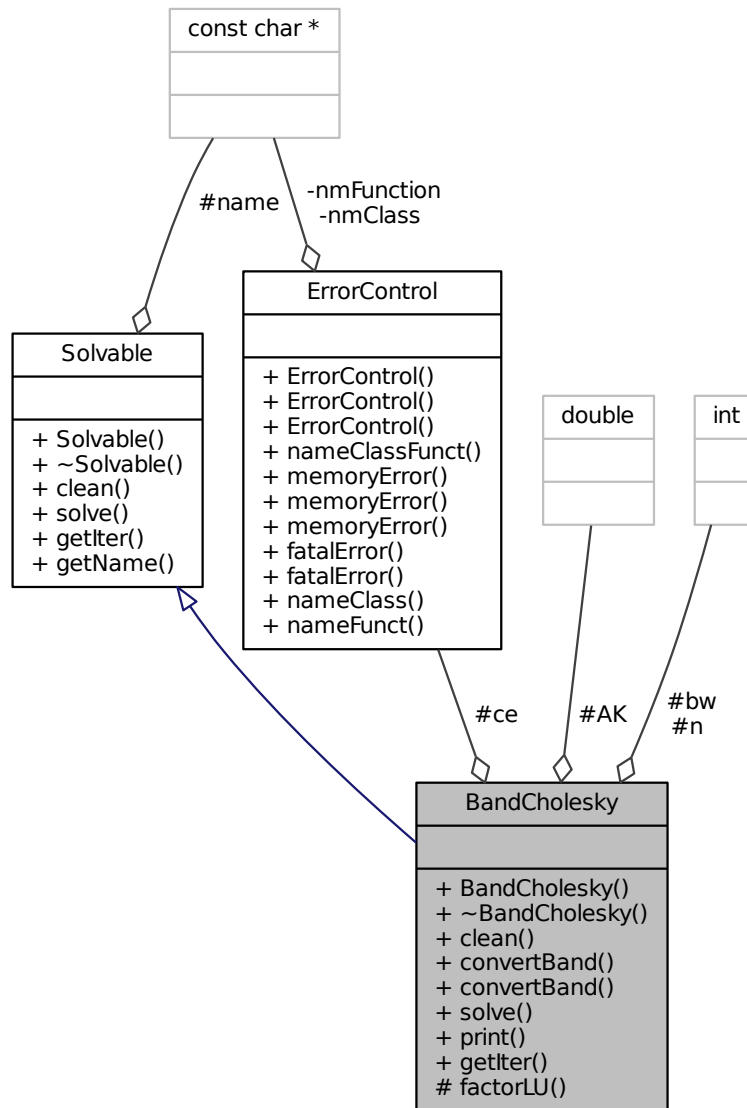 const char *
#name
-nmFunction
-nmClass
ErrorControl
+ ErrorControl()
+ ErrorControl()
+ ErrorControl()
+ nameClassFunct()
+ memoryError()
+ memoryError()
+ memoryError()
+ fatalError()
+ fatalError()
+ nameClass()
+ nameFunct()
Solvable
+ Solvable()
+ ~Solvable()
+ clean()
+ solve()
+ getIter()
+ getName()
double
int
#ce
#AK
#bw
#n
BandCholesky
+ BandCholesky()
+ ~BandCholesky()
+ clean()
+ convertBand()
+ convertBand()
+ solve()
+ print()
+ getIter()
# factorLU()